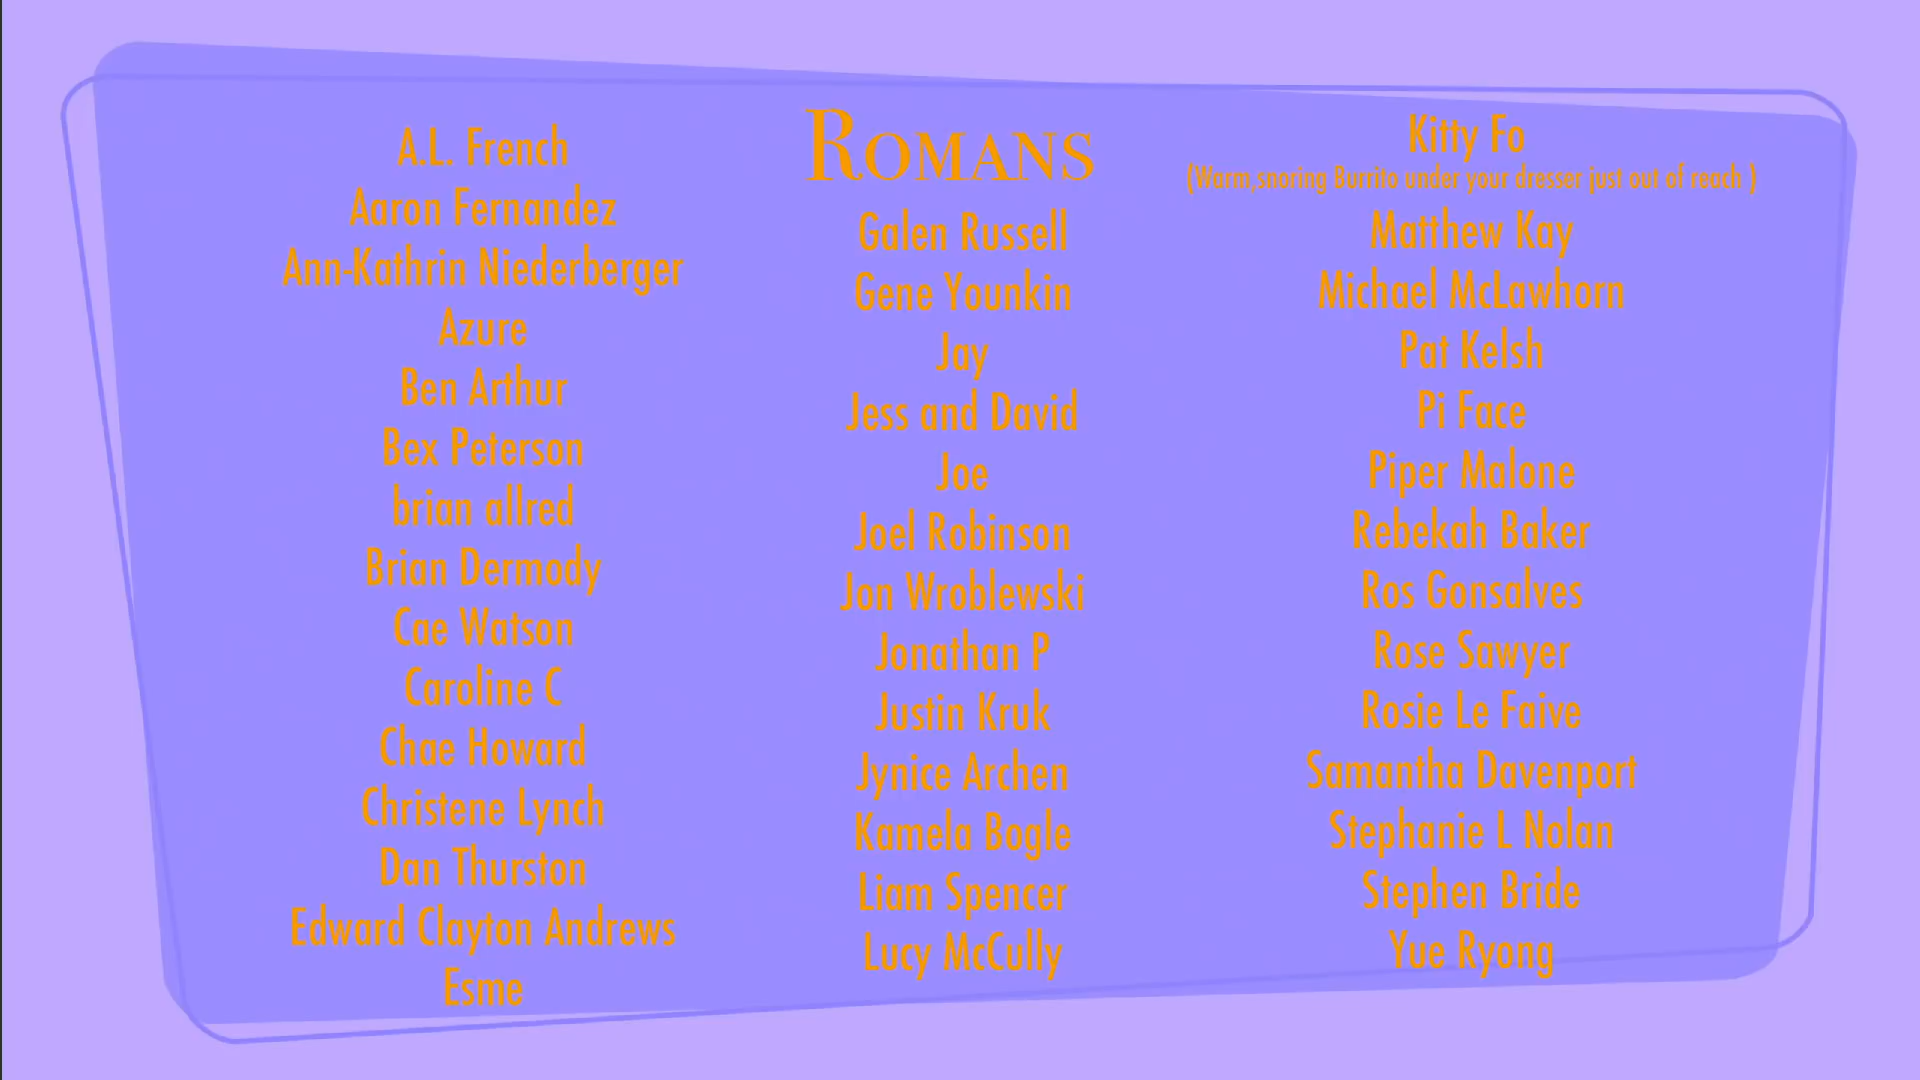 Romans
A.L. French
Aaron Fernandez
Ann-Kathrin Niederberger
Azure
Ben Arthur
Bex Peterson
brian allred
Brian Dermody
Cae Watson
Caroline C
Chae Howard
Christene Lynch
Dan Thurston
Edward Clayton Andrews
Esme
Galen Russell
Gene Younkin
Jay
Jess and David
Joe
Joel Robinson
Jon Wroblewski
Jonathan P
Justin Kruk
Jynice Archen
Kamela Bogle
Liam Spencer
Lucy McCully
Kitty Fo
(Warm,snoring Burrito under your dresser just out of reach )
Matthew Kay
Michael McLawhorn
Pat Kelsh
Pi Face
Piper Malone
Rebekah Baker
Ros Gonsalves
Rose Sawyer
Rosie Le Faive
Samantha Davenport
Stephanie L Nolan
Stephen Bride
Yue Ryong